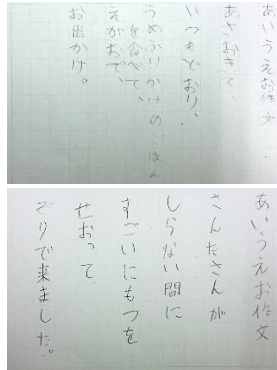 あいうえお作文
あさおきて、
いつもどおり、
うめふりかけのごはん
を食べて、
えがおで、
お出かけ。
あいうえお作文
さんたさんが
しらない間に
すごいにもつを
せおって
そりで来ました。